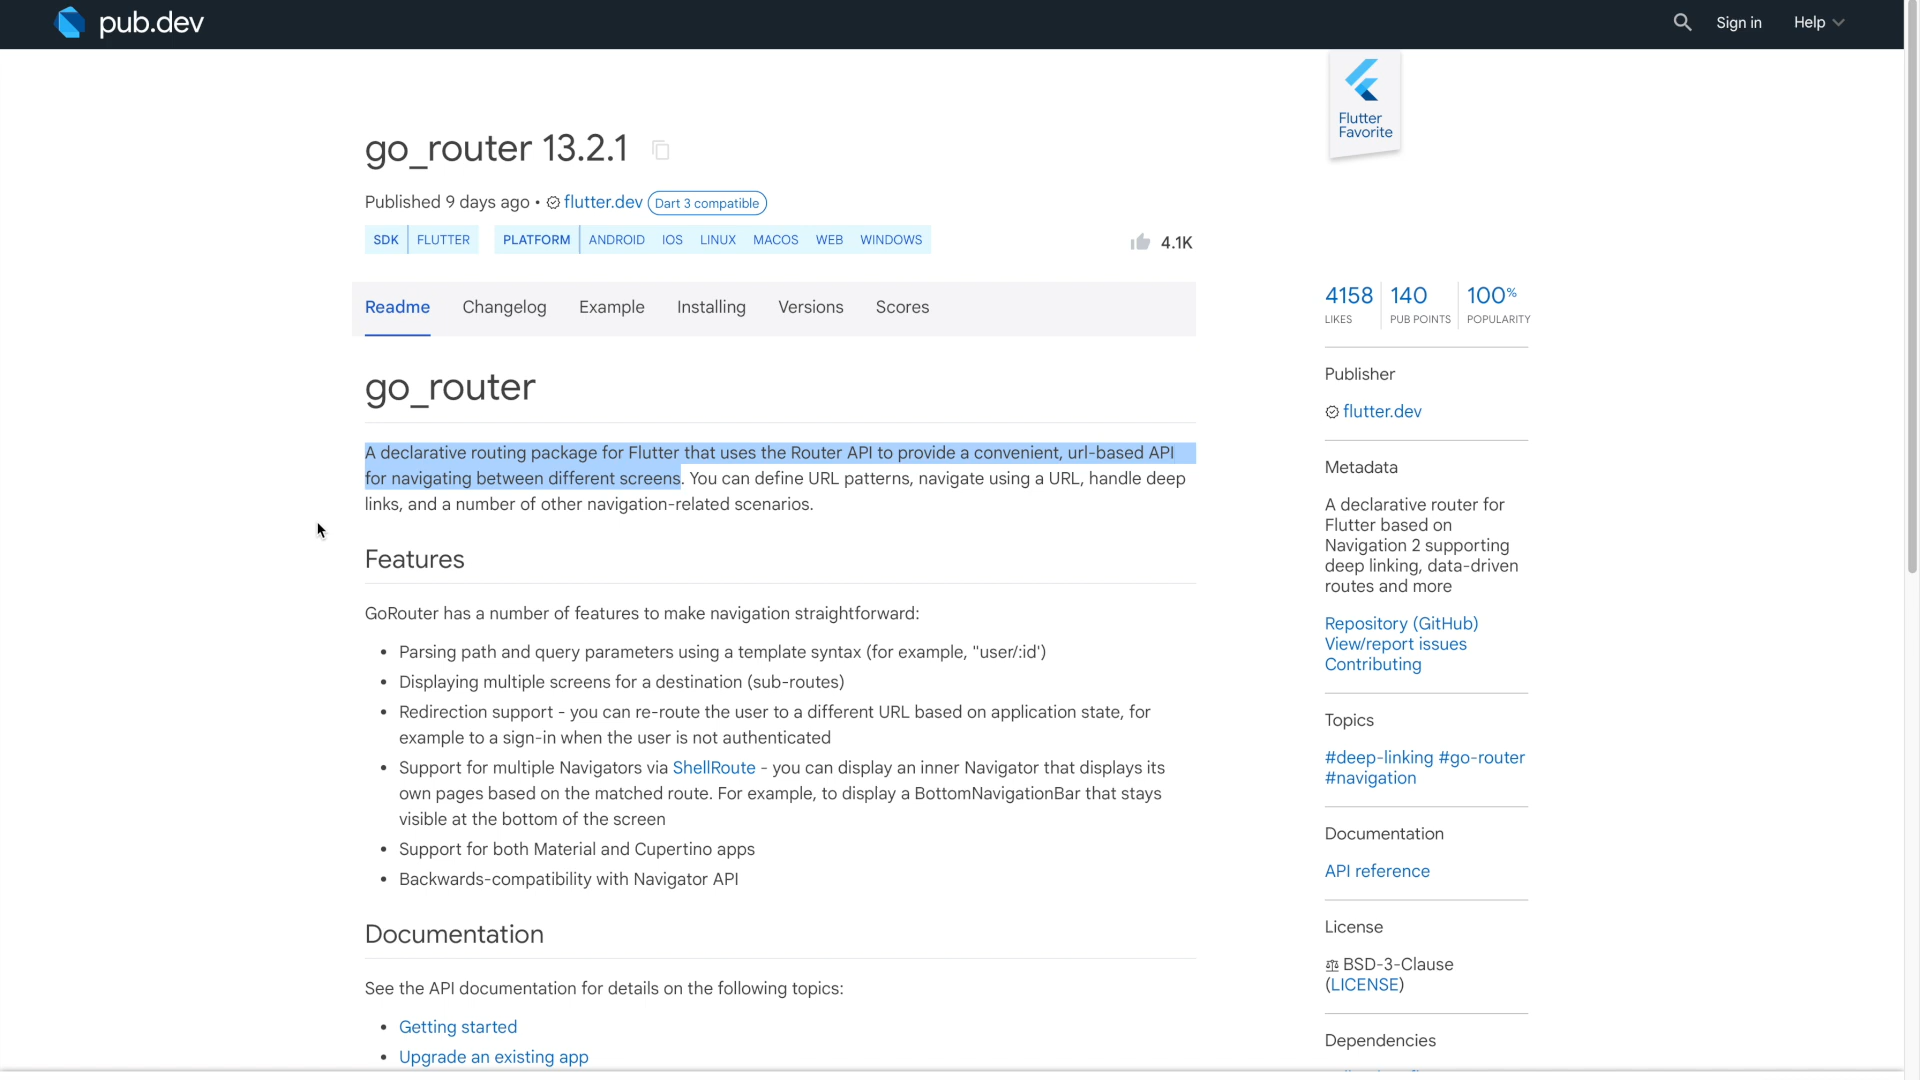 pub.dev
Sign in
Help
Flutter
Favorite
go_router 13.2.1
Published 9 days ago • flutter.dev Dart 3 compatible
SDK FLUTTER PLATFORM ANDROID IOS LINUX MACOS WEB WINDOWS
4.1K
Readme Changelog Example Installing Versions Scores
go_router
A declarative routing package for Flutter that uses the Router API to provide a convenient, url-based API
for navigating between different screens. You can define URL patterns, navigate using a URL, handle deep
links, and a number of other navigation-related scenarios.
Features
GoRouter has a number of features to make navigation straightforward:
• Parsing path and query parameters using a template syntax (for example, "user/:id')
• Displaying multiple screens for a destination (sub-routes)
• Redirection support - you can re-route the user to a different URL based on application state, for
example to a sign-in when the user is not authenticated
• Support for multiple Navigators via ShellRoute - you can display an inner Navigator that displays its
own pages based on the matched route. For example, to display a BottomNavigationBar that stays
visible at the bottom of the screen
• Support for both Material and Cupertino apps
• Backwards-compatibility with Navigator API
Documentation
See the API documentation for details on the following topics:
• Getting started
• Upgrade an existing app
4158 140 100%
LIKES PUB POINTS POPULARITY
Publisher
flutter.dev
Metadata
A declarative router for
Flutter based on
Navigation 2 supporting
deep linking, data-driven
routes and more
Repository (GitHub)
View/report issues
Contributing
Topics
#deep-linking #go-router
#navigation
Documentation
API reference
License
BSD-3-Clause
(LICENSE)
Dependencies